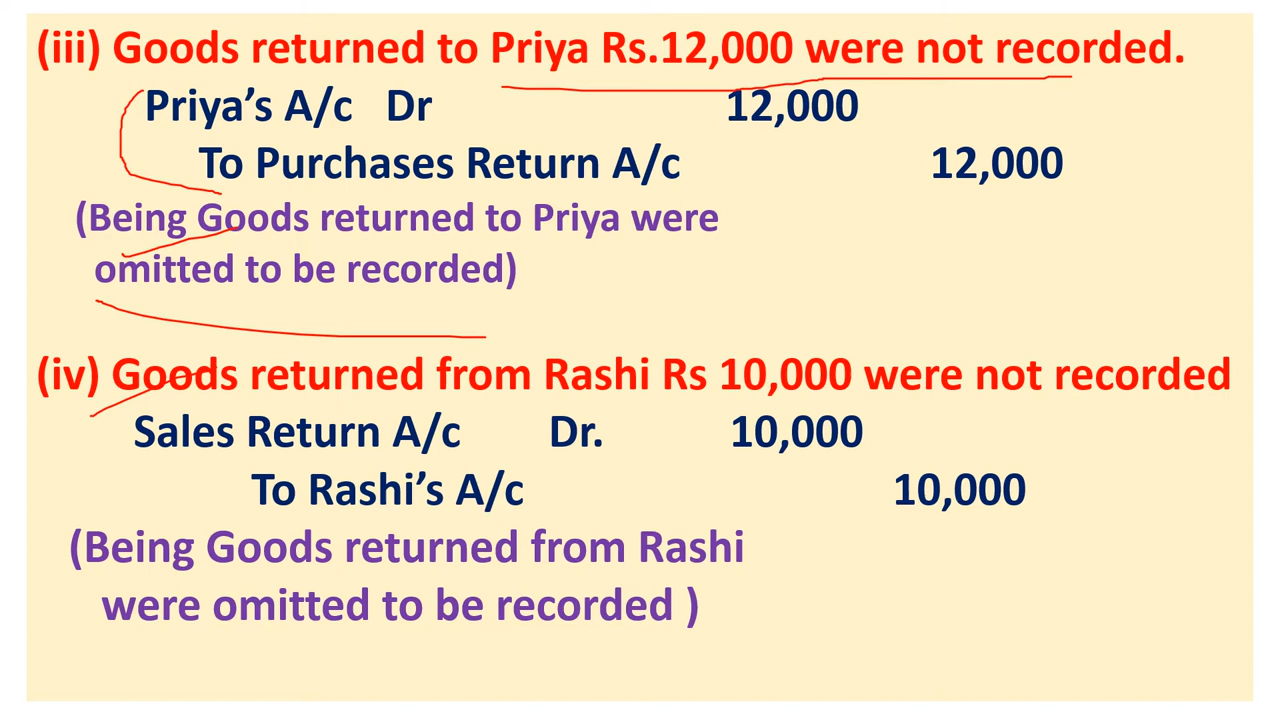 (iii) Goods returned to Priya Rs.12,000 were not recorded.
Priya’s A/c Dr 12,000
To Purchases Return A/c 12,000
(Being Goods returned to Priya were
omitted to be recorded)
(iv) Goods returned from Rashi Rs 10,000 were not recorded
Sales Return A/c Dr. 10,000
To Rashi’s A/c 10,000
(Being Goods returned from Rashi
were omitted to be recorded )